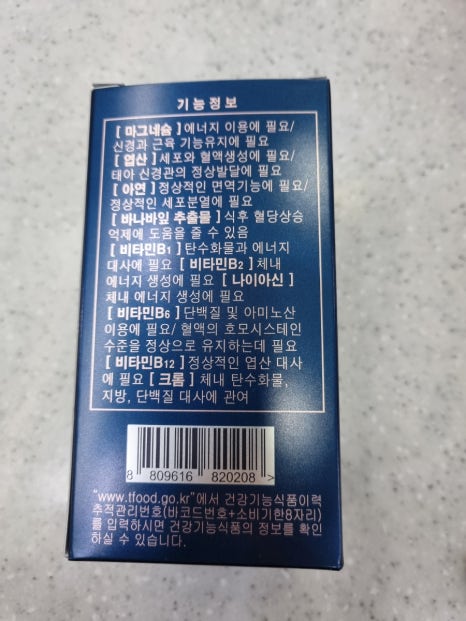 기능정보
[ 마그네슘 ]에너지 이용에 필요/
신경과 근육 기능유지에 필요
[ 엽산 ]세포와 혈액생성에 필요/
태아 신경관의 정상발달에 필요
[ 아연 ]정상적인 면역기능에 필요/
정상적인 세포분열에 필요
[ 바나바잎 추출물 ]식후 혈당상승
억제에 도움을 줄 수 있음
[ 비타민B1 ]탄수화물과 에너지
대사에 필요 [ 비타민B2 ]체내
에너지 생성에 필요 [ 나이아신 ]
체내 에너지 생성에 필요
[ 비타민B6 ]단백질 및 아미노산
이용에 필요/ 혈액의 호모시스테인
수준을 정상으로 유지하는데 필요
[ 비타민B12 ]정상적인 엽산 대사
에 필요 [ 크롬 ] 체내 탄수화물,
지방, 단백질 대사에 관여
8 809616 820208 >
"www.tfood.go.kr"에서 건강기능식품이력
추적관리번호(바코드번호+소비기한8자리)
를 입력하시면 건강기능식품의 정보를 확인
하실 수 있습니다.